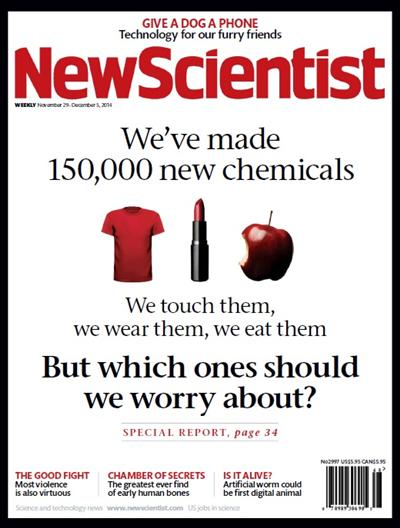 GIVE A DOG A PHONE
Technology for our furry friends
NewScientist
WEEKLY November 29 - December 5, 2014
We've made
150,000 new chemicals
We touch them,
we wear them, we eat them
But which ones should
we worry about?
SPECIAL REPORT, page 34
No2997 US$5.95 CAN$5.95
THE GOOD FIGHT
Most violence
is also virtuous
CHAMBER OF SECRETS
The greatest ever find
of early human bones
IS IT ALIVE?
Artificial worm could
be first digital animal
Science and technology news www.newscientist.com US jobs in science